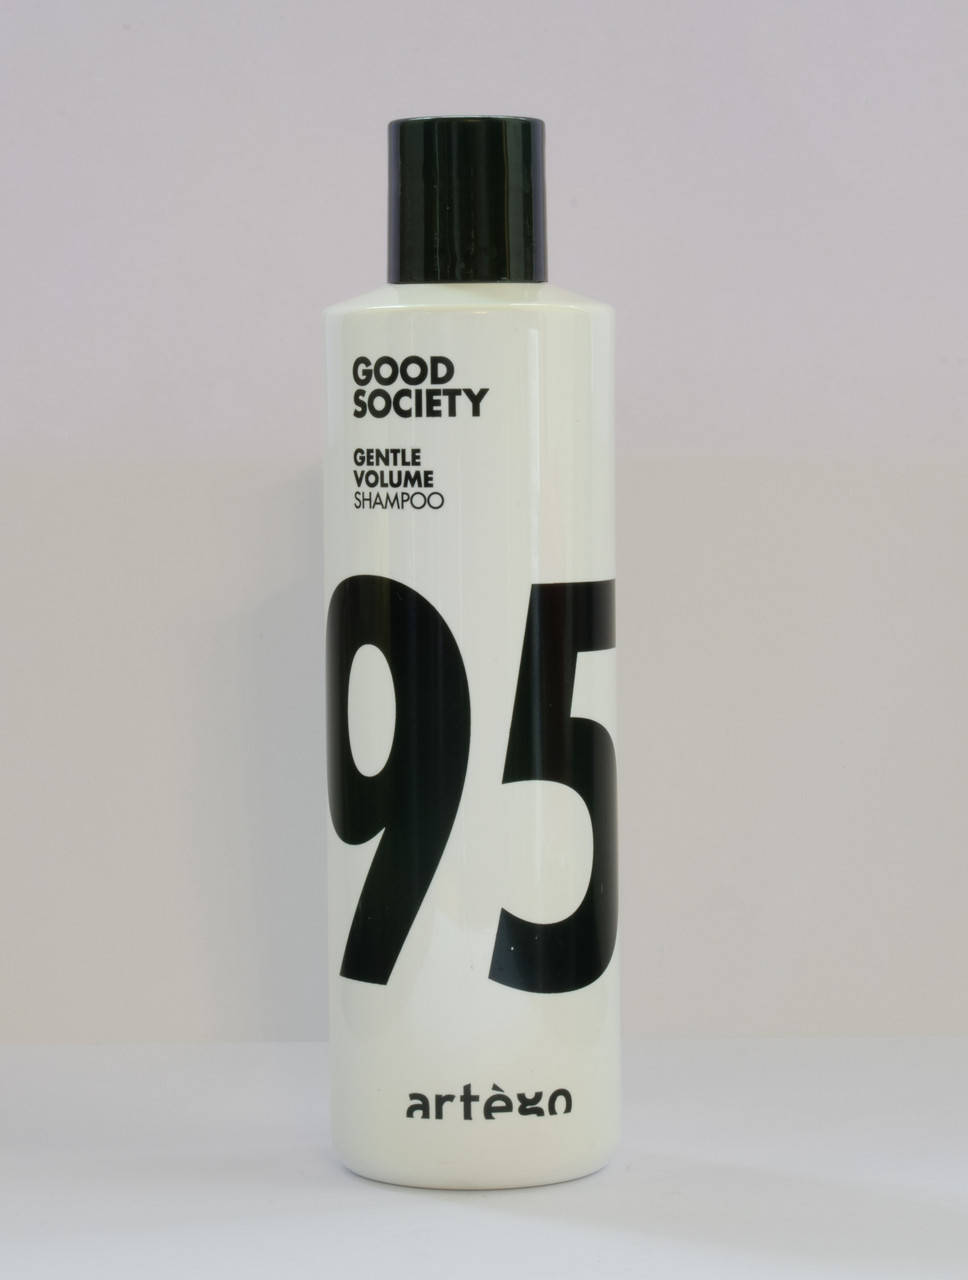 GOOD
SOCIETY
GENTLE
VOLUME
SHAMPOO
95
artègo